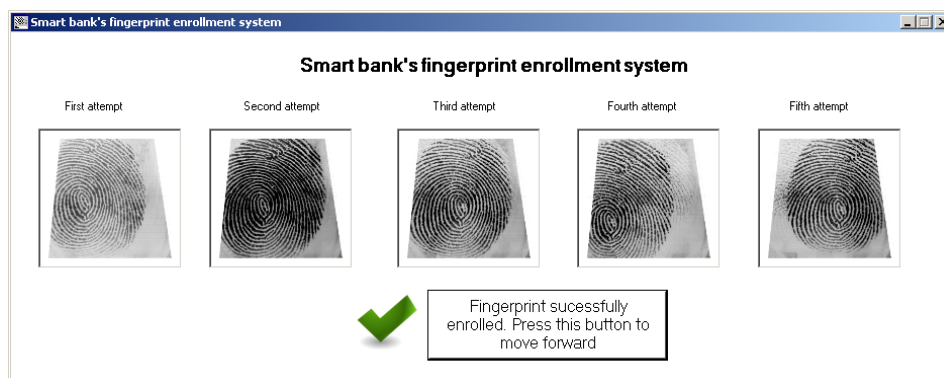 Smart bank's fingerprint enrollment system
Smart bank's fingerprint enrollment system
First attempt
Second attempt
Third attempt
Fourth attempt
Fifth attempt
Fingerprint sucessfully
enrolled. Press this button to
move forward